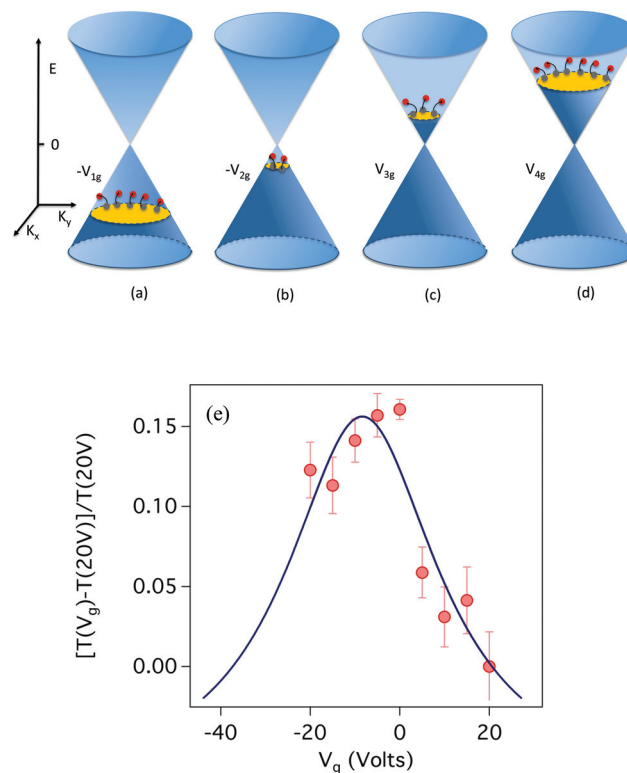 E
0
-V1g
-V2g
V3g
V4g
Kx
Ky
(a)
(b)
(c)
(d)
(e)
[T(Vg)-T(20V)]/T(20V)
0.15
0.10
0.05
0.00
-40
-20
0
20
Vg (Volts)